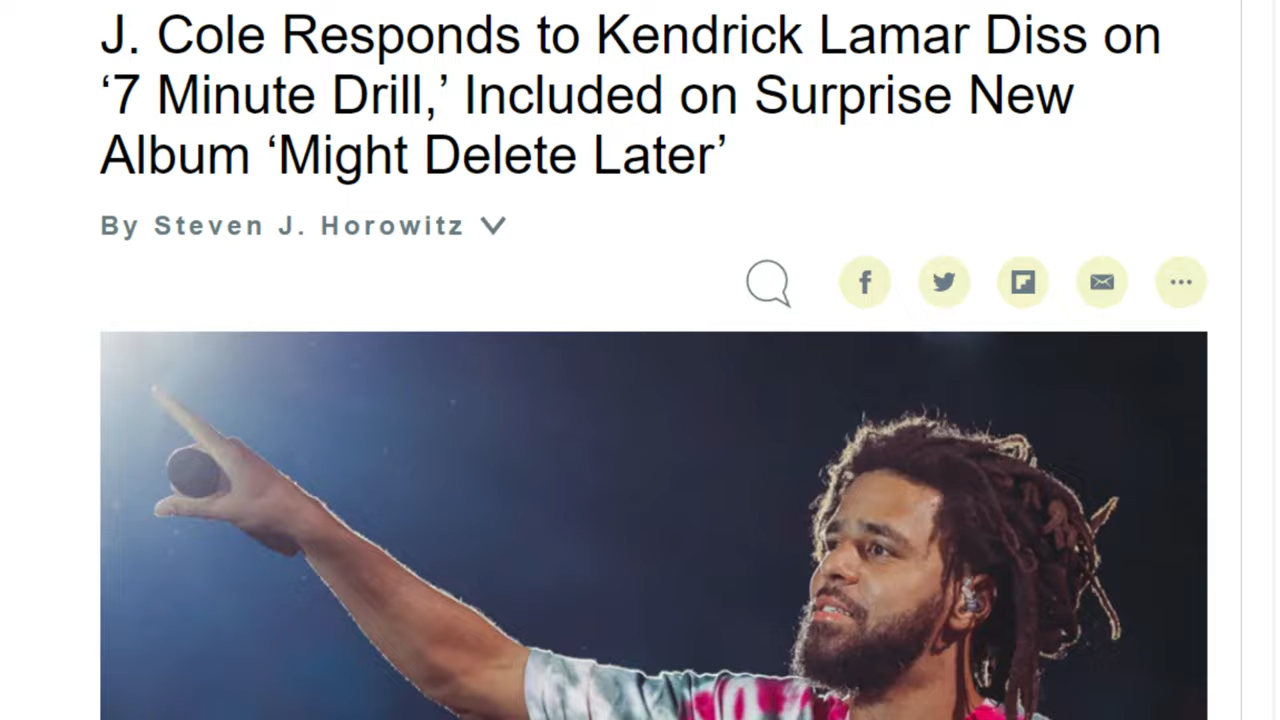 J. Cole Responds to Kendrick Lamar Diss on
‘7 Minute Drill,’ Included on Surprise New
Album ‘Might Delete Later’
By Steven J. Horowitz